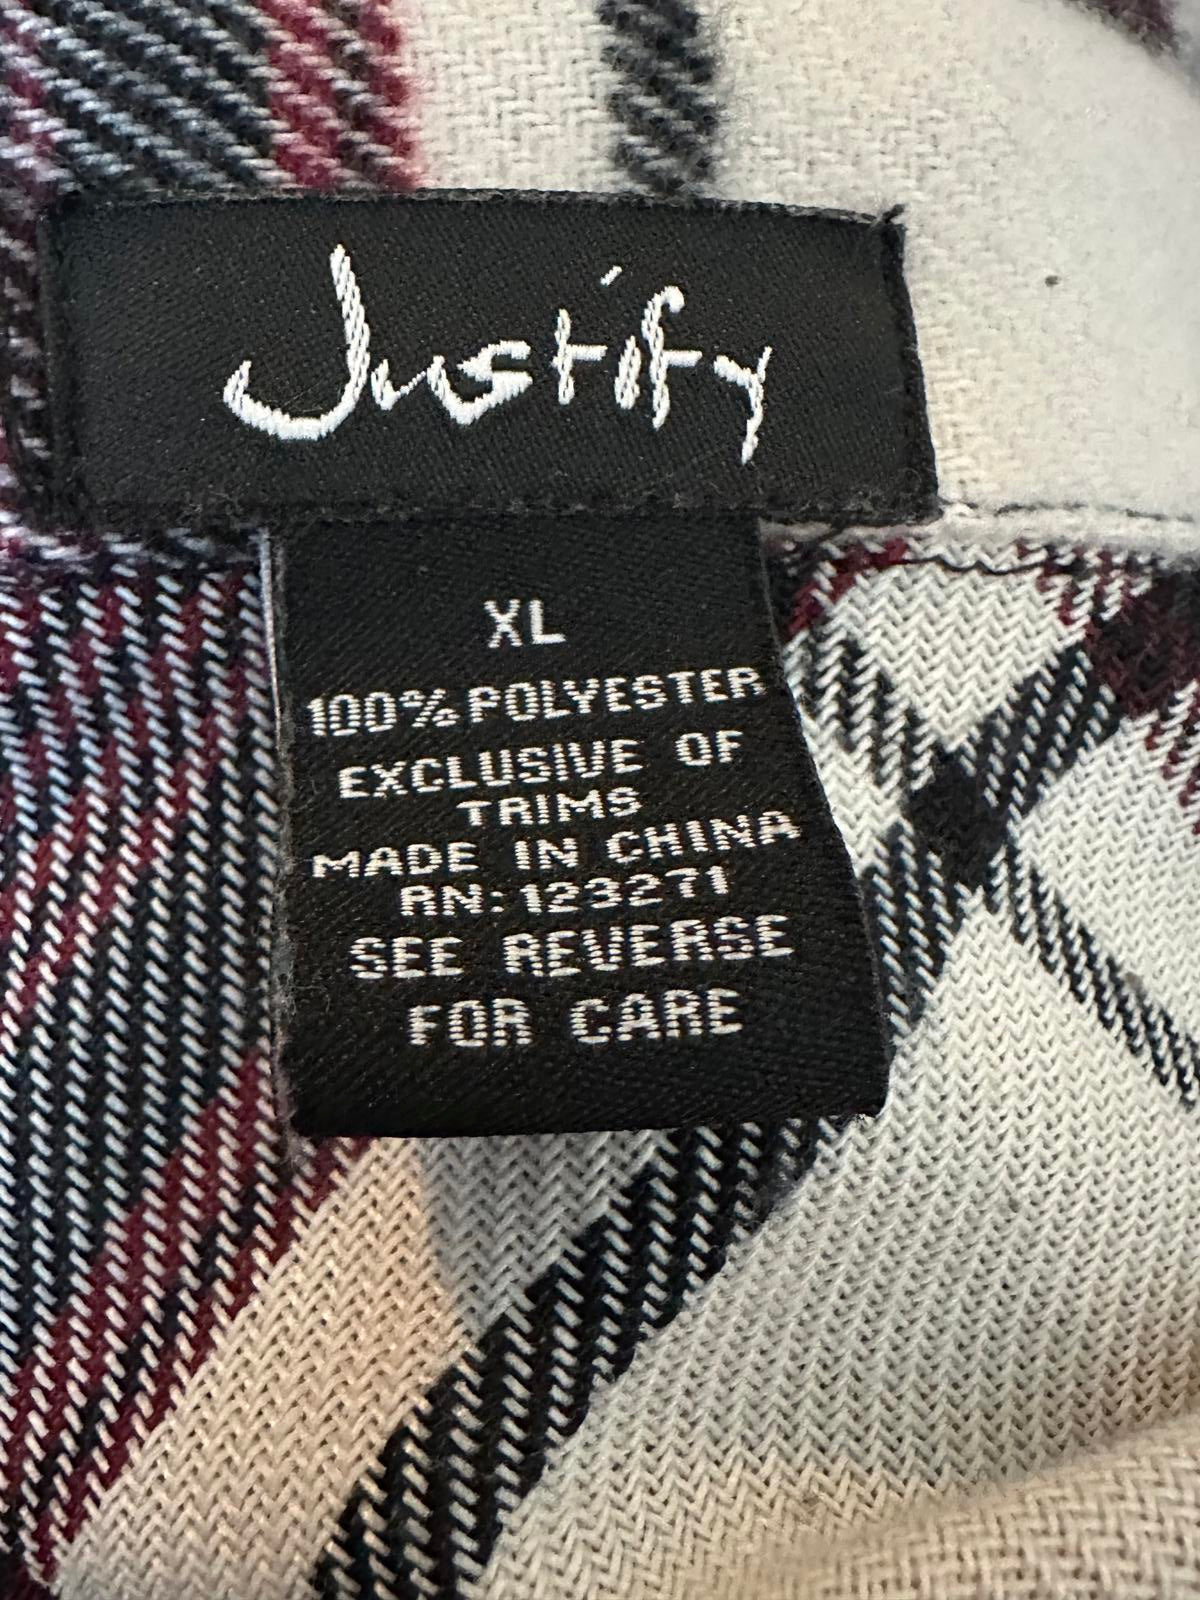 Justify
XL
100% POLYESTER
EXCLUSIVE OF
TRIMS
MADE IN CHINA
RN: 123271
SEE REVERSE
FOR CARE